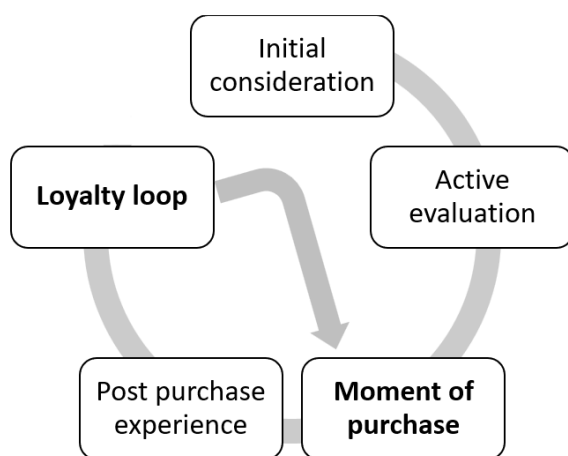 Initial
consideration
Active
evaluation
Moment of
purchase
Post purchase
experience
Loyalty loop